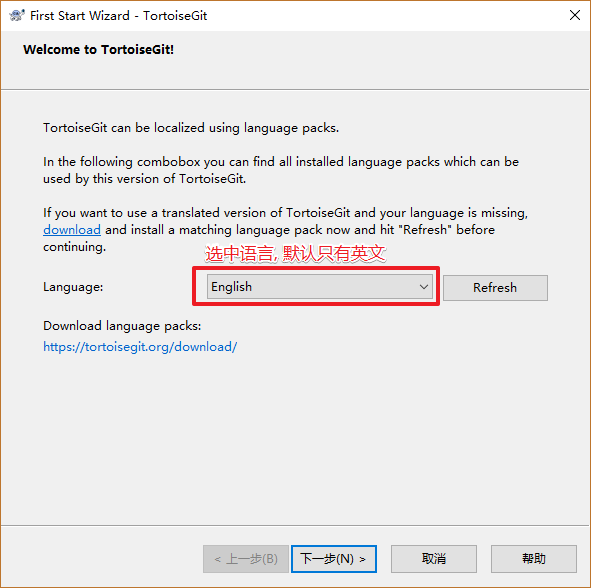 First Start Wizard - TortoiseGit
Welcome to TortoiseGit!
TortoiseGit can be localized using language packs.
In the following combobox you can find all installed language packs which can be
used by this version of TortoiseGit.
If you want to use a translated version of TortoiseGit and your language is missing,
download and install a matching language pack now and hit "Refresh" before
continuing.
选中语言, 默认只有英文
Language:
English
Refresh
Download language packs:
https://tortoisegit.org/download/
< 上一步(B)
下一步(N) >
取消
帮助